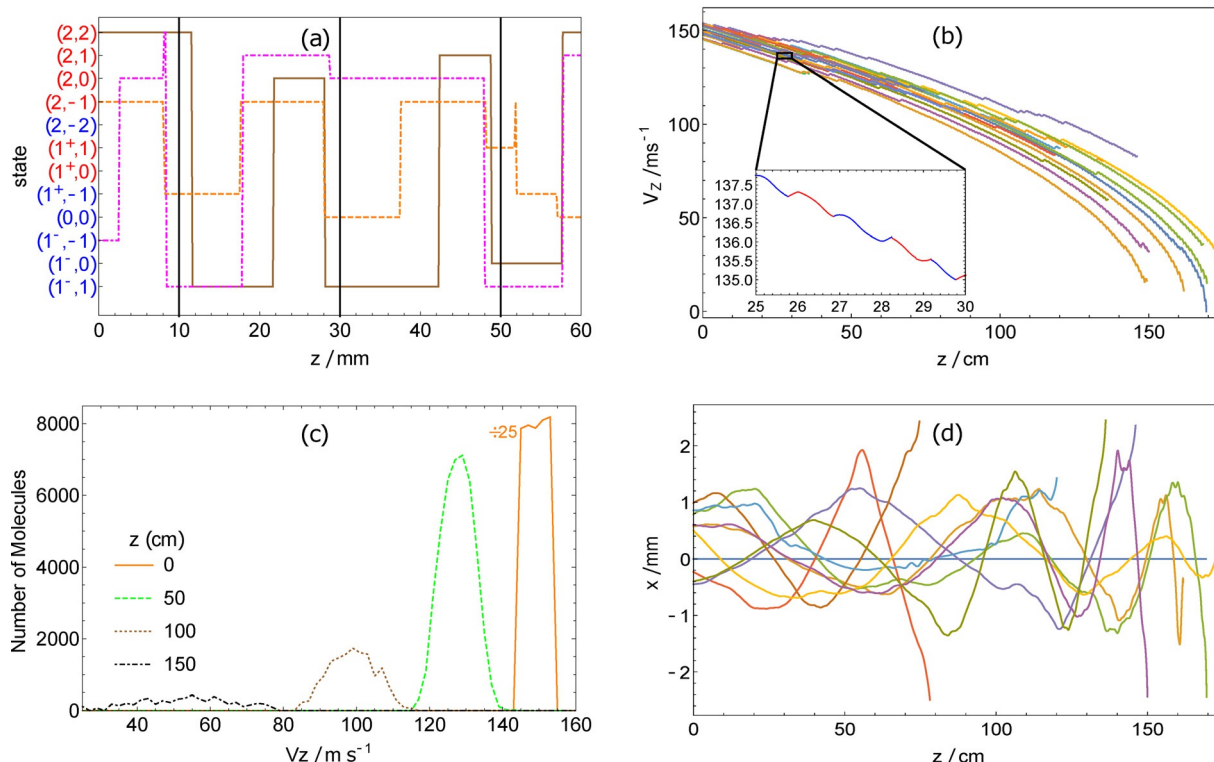 (a)
(2,2)
(2,1)
(2,0)
(2,-1)
(2,-2)
(1⁺,1)
(1⁺,0)
(1⁺,-1)
(0,0)
(1⁻,-1)
(1⁻,0)
(1⁻,1)
state
0 10 20 30 40 50 60
z / mm
(b)
150
100
50
0
V_Z / ms⁻¹
137.5
137.0
136.5
136.0
135.5
135.0
25 26 27 28 29 30
0 50 100 150
z / cm
(c)
8000
6000
4000
2000
0
Number of Molecules
÷25
z (cm)
0
50
100
150
40 60 80 100 120 140 160
Vz / m s⁻¹
(d)
2
1
0
-1
-2
x / mm
0 50 100 150
z / cm